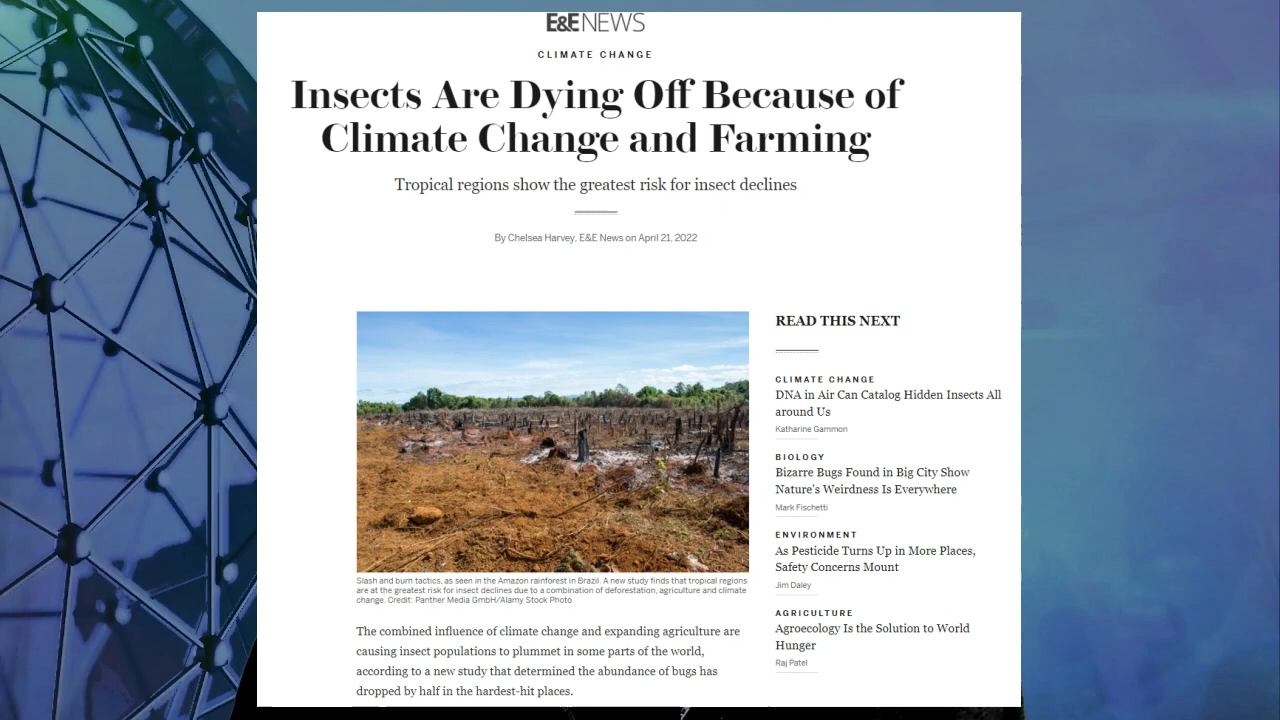 E&E NEWS
CLIMATE CHANGE
Insects Are Dying Off Because of
Climate Change and Farming
Tropical regions show the greatest risk for insect declines
By Chelsea Harvey, E&E News on April 21, 2022
Slash and burn tactics, as seen in the Amazon rainforest in Brazil. A new study finds that tropical regions
are at the greatest risk for insect declines due to a combination of deforestation, agriculture and climate
change. Credit: Panther Media GmbH/Alamy Stock Photo
The combined influence of climate change and expanding agriculture are
causing insect populations to plummet in some parts of the world,
according to a new study that determined the abundance of bugs has
dropped by half in the hardest-hit places.
READ THIS NEXT
CLIMATE CHANGE
DNA in Air Can Catalog Hidden Insects All
around Us
Katharine Gammon
BIOLOGY
Bizarre Bugs Found in Big City Show
Nature's Weirdness Is Everywhere
Mark Fischetti
ENVIRONMENT
As Pesticide Turns Up in More Places,
Safety Concerns Mount
Jim Daley
AGRICULTURE
Agroecology Is the Solution to World
Hunger
Raj Patel